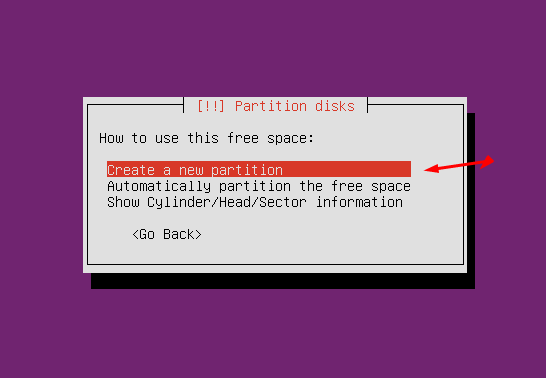 [!!] Partition disks
How to use this free space:
Create a new partition
Automatically partition the free space
Show Cylinder/Head/Sector information
<Go Back>